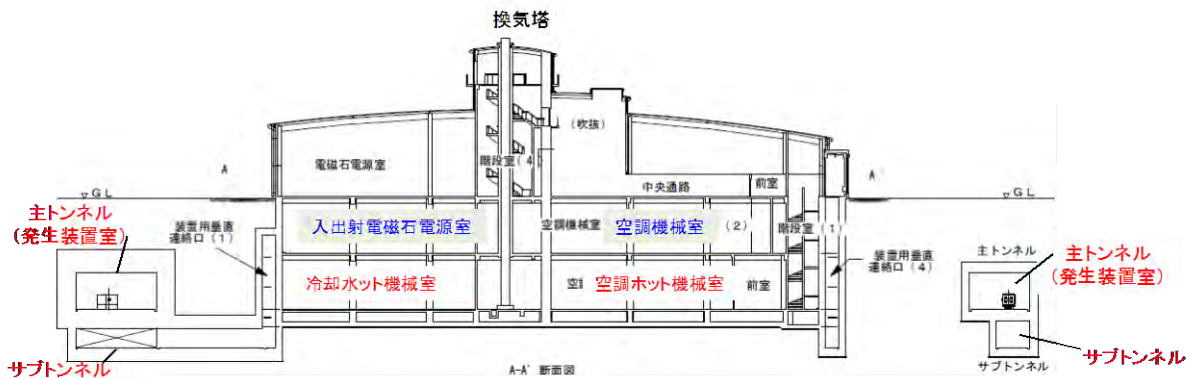 換気塔
(吹抜)
電磁石電源室
階段室(4)
A
A'
中央通路
前室
▽GL
▽GL
主トンネル
(発生装置室)
装置用垂直
連絡口(1)
入出射電磁石電源室
空調機械室
空調機械室
(2)
階段室(1)
装置用垂直
連絡口(4)
主トンネル
主トンネル
(発生装置室)
冷却水ット機械室
空調ホット機械室
前室
サブトンネル
サブトンネル
サブトンネル
A-A' 断面図